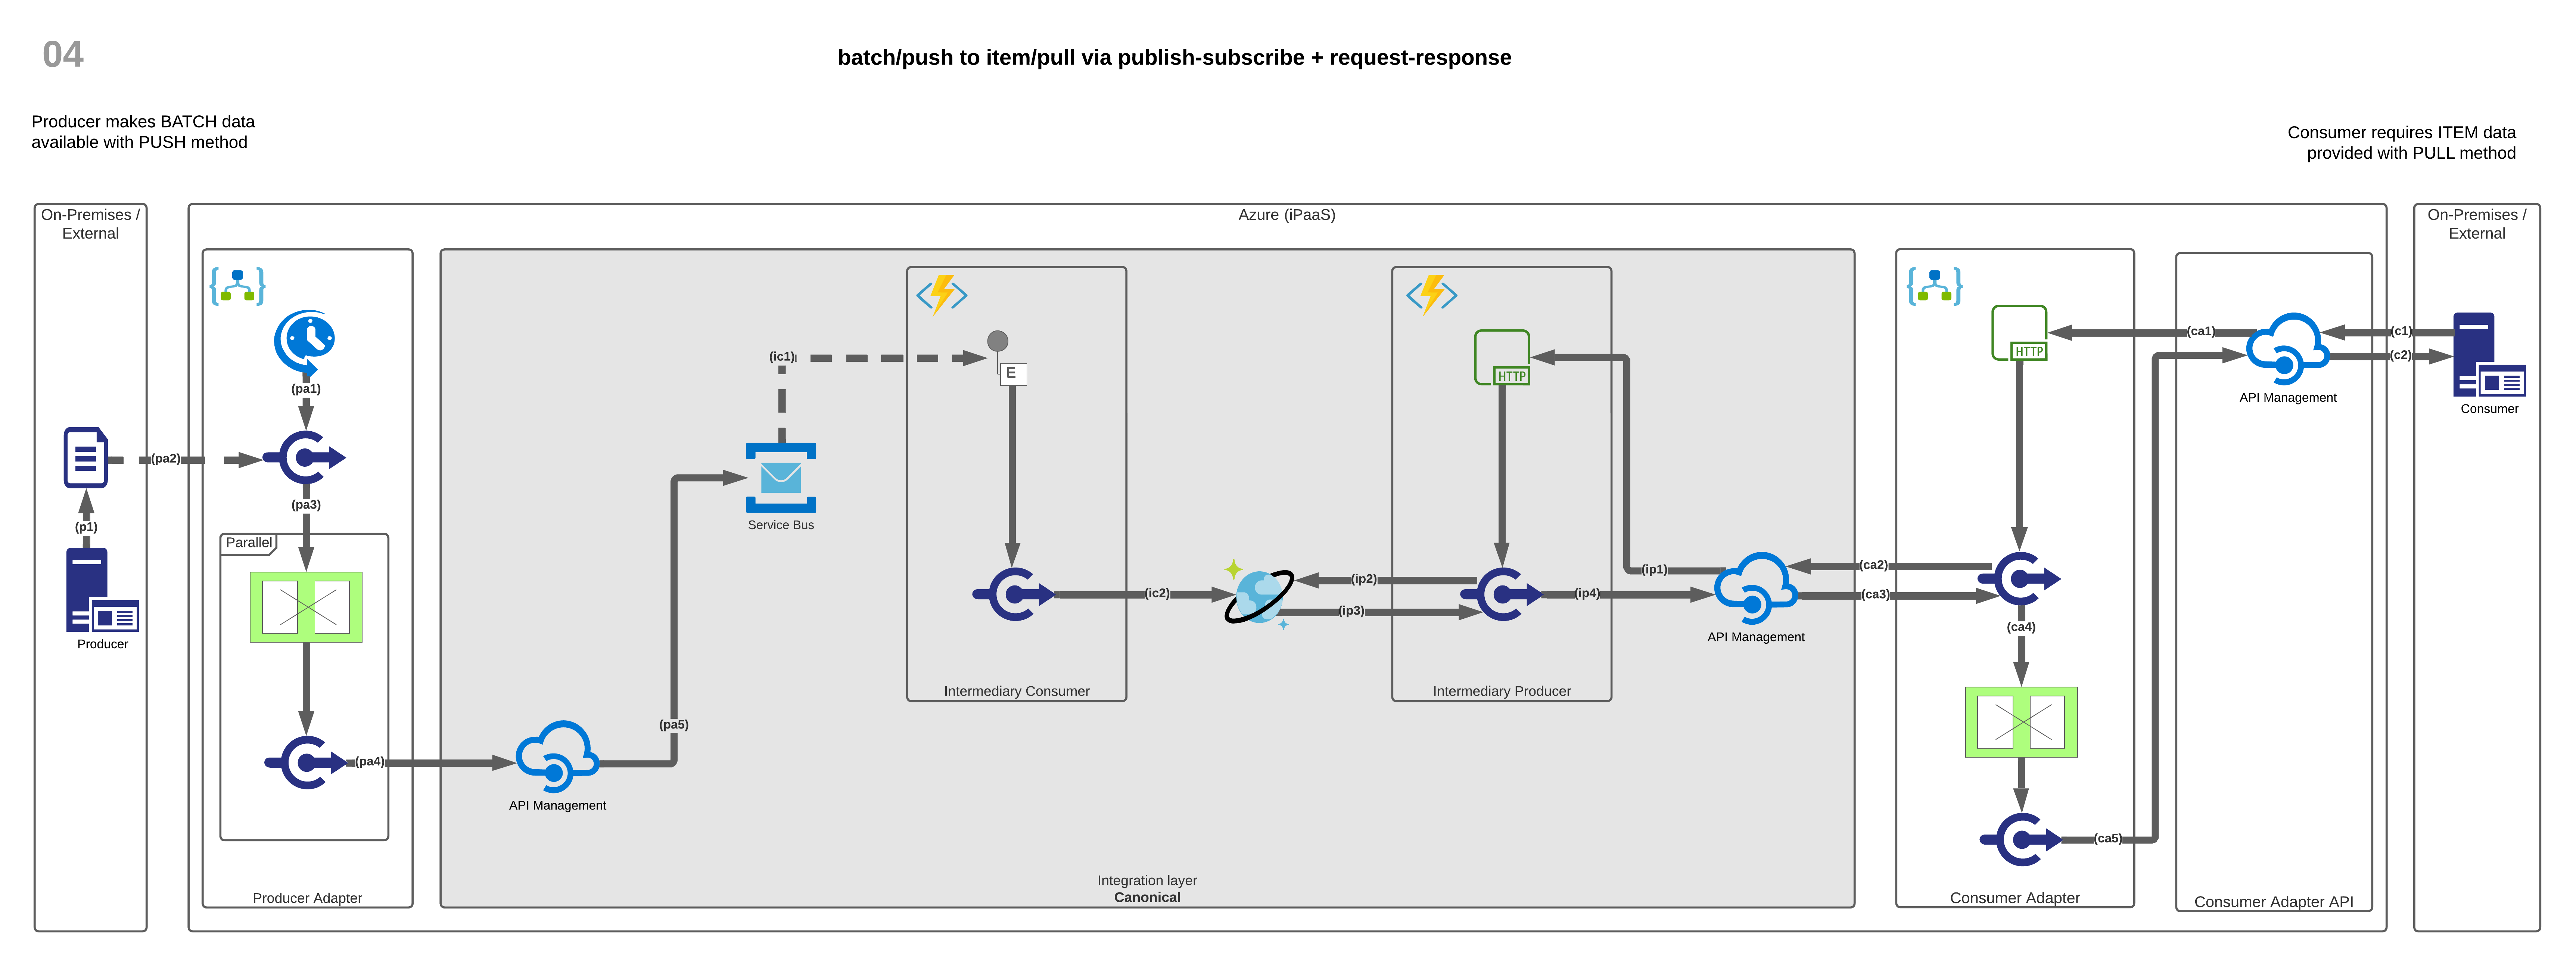 04
batch/push to item/pull via publish-subscribe + request-response
Producer makes BATCH data
available with PUSH method
Consumer requires ITEM data
provided with PULL method
On-Premises /
External
Azure (iPaaS)
On-Premises /
External
(pa1)
(pa2)
(pa3)
(p1)
Producer
Parallel
(pa4)
Producer Adapter
API Management
(pa5)
Service Bus
(ic1)
E
(ic2)
Intermediary Consumer
(ip2)
(ip3)
HTTP
(ip4)
Intermediary Producer
(ip1)
API Management
Integration layer
Canonical
(ca2)
(ca3)
HTTP
(ca1)
(ca4)
(ca5)
Consumer Adapter
API Management
Consumer Adapter API
(c1)
(c2)
Consumer